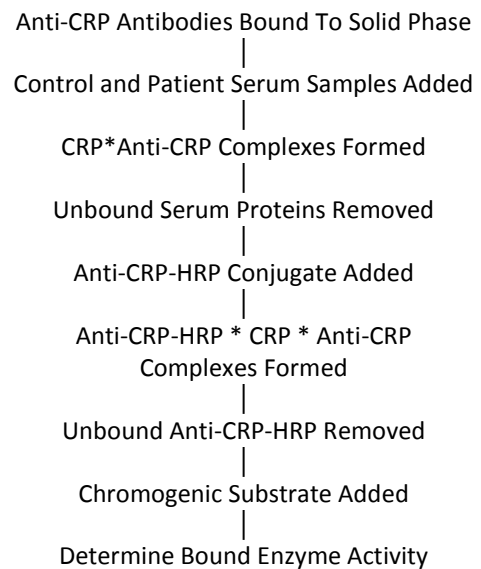 Anti-CRP Antibodies Bound To Solid Phase
Control and Patient Serum Samples Added
CRP*Anti-CRP Complexes Formed
Unbound Serum Proteins Removed
Anti-CRP-HRP Conjugate Added
Anti-CRP-HRP * CRP * Anti-CRP
Complexes Formed
Unbound Anti-CRP-HRP Removed
Chromogenic Substrate Added
Determine Bound Enzyme Activity